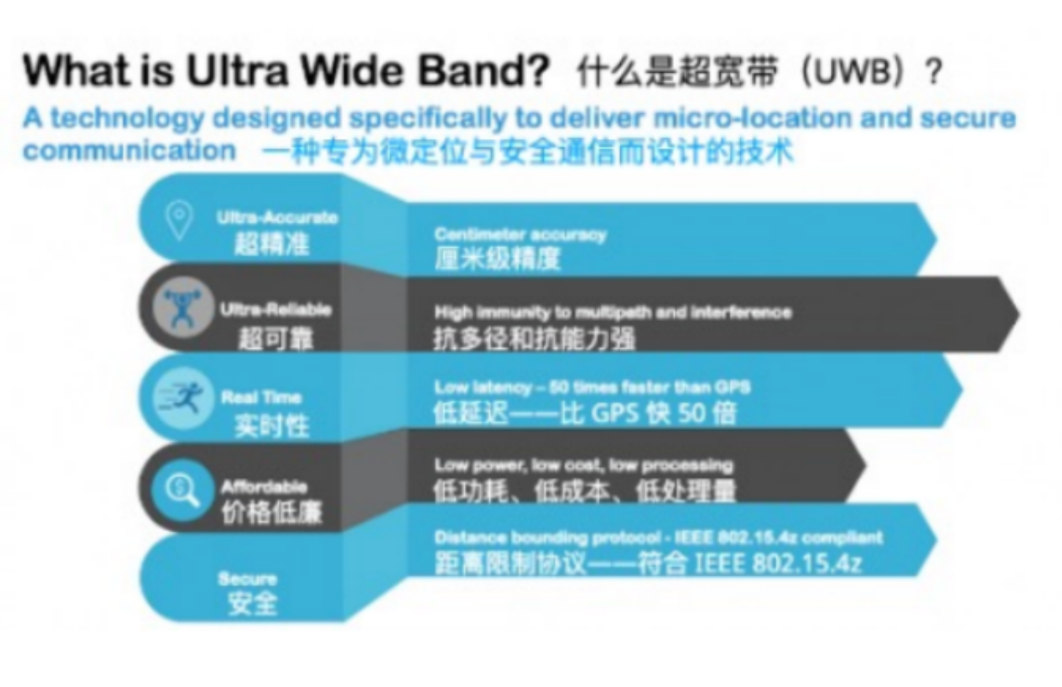 What is Ultra Wide Band? 什么是超宽带（UWB）?
A technology designed specifically to deliver micro-location and secure
communication 一种专为微定位与安全通信而设计的技术
Ultra-Accurate
超精准
Centimeter accuracy
厘米级精度
Ultra-Reliable
超可靠
High immunity to multipath and interference
抗多径和抗能力强
Real Time
实时性
Low latency – 50 times faster than GPS
低延迟——比 GPS 快 50 倍
Affordable
价格低廉
Low power, low cost, low processing
低功耗、低成本、低处理量
Secure
安全
Distance bounding protocol - IEEE 802.15.4z compliant
距离限制协议——符合 IEEE 802.15.4z